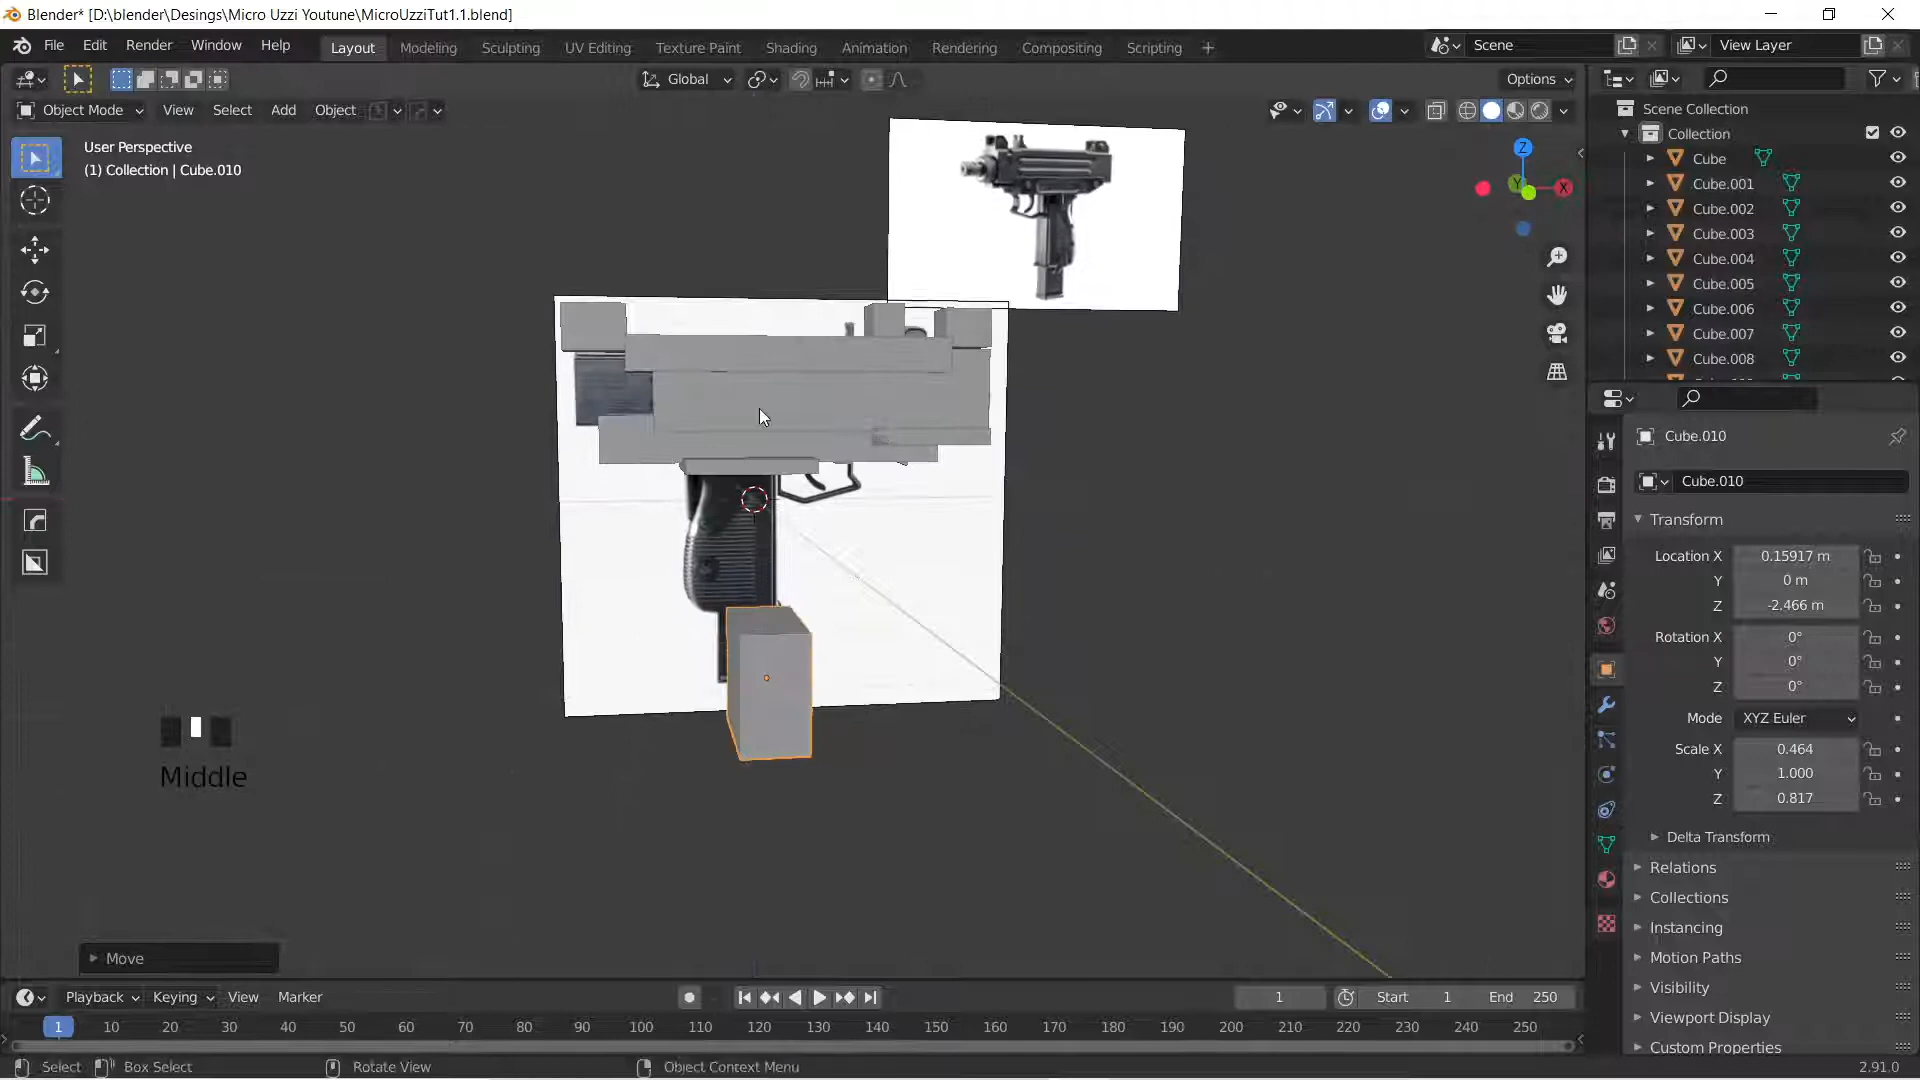 Blender* [D:\blender\Desings\Micro Uzzi Youtune\MicroUzziTut1.1.blend]
File Edit Render Window Help Layout Modeling Sculpting UV Editing Texture Paint Shading Animation Rendering Compositing Scripting + Scene View Layer
Global Options
Object Mode View Select Add Object
User Perspective
(1) Collection | Cube.010
Z
Y
X
Scene Collection
Collection
Cube
Cube.001
Cube.002
Cube.003
Cube.004
Cube.005
Cube.006
Cube.007
Cube.008
Cube.010
Cube.010
Transform
Location X 0.15917 m
Y 0 m
Z -2.466 m
Rotation X 0°
Y 0°
Z 0°
Mode XYZ Euler
Scale X 0.464
Y 1.000
Z 0.817
Delta Transform
Relations
Collections
Instancing
Motion Paths
Visibility
Viewport Display
Custom Properties
Middle
Move
Playback Keying View Marker 1 Start 1 End 250
1 10 20 30 40 50 60 70 80 90 100 110 120 130 140 150 160 170 180 190 200 210 220 230 240 250
Select Box Select Rotate View Object Context Menu 2.91.0